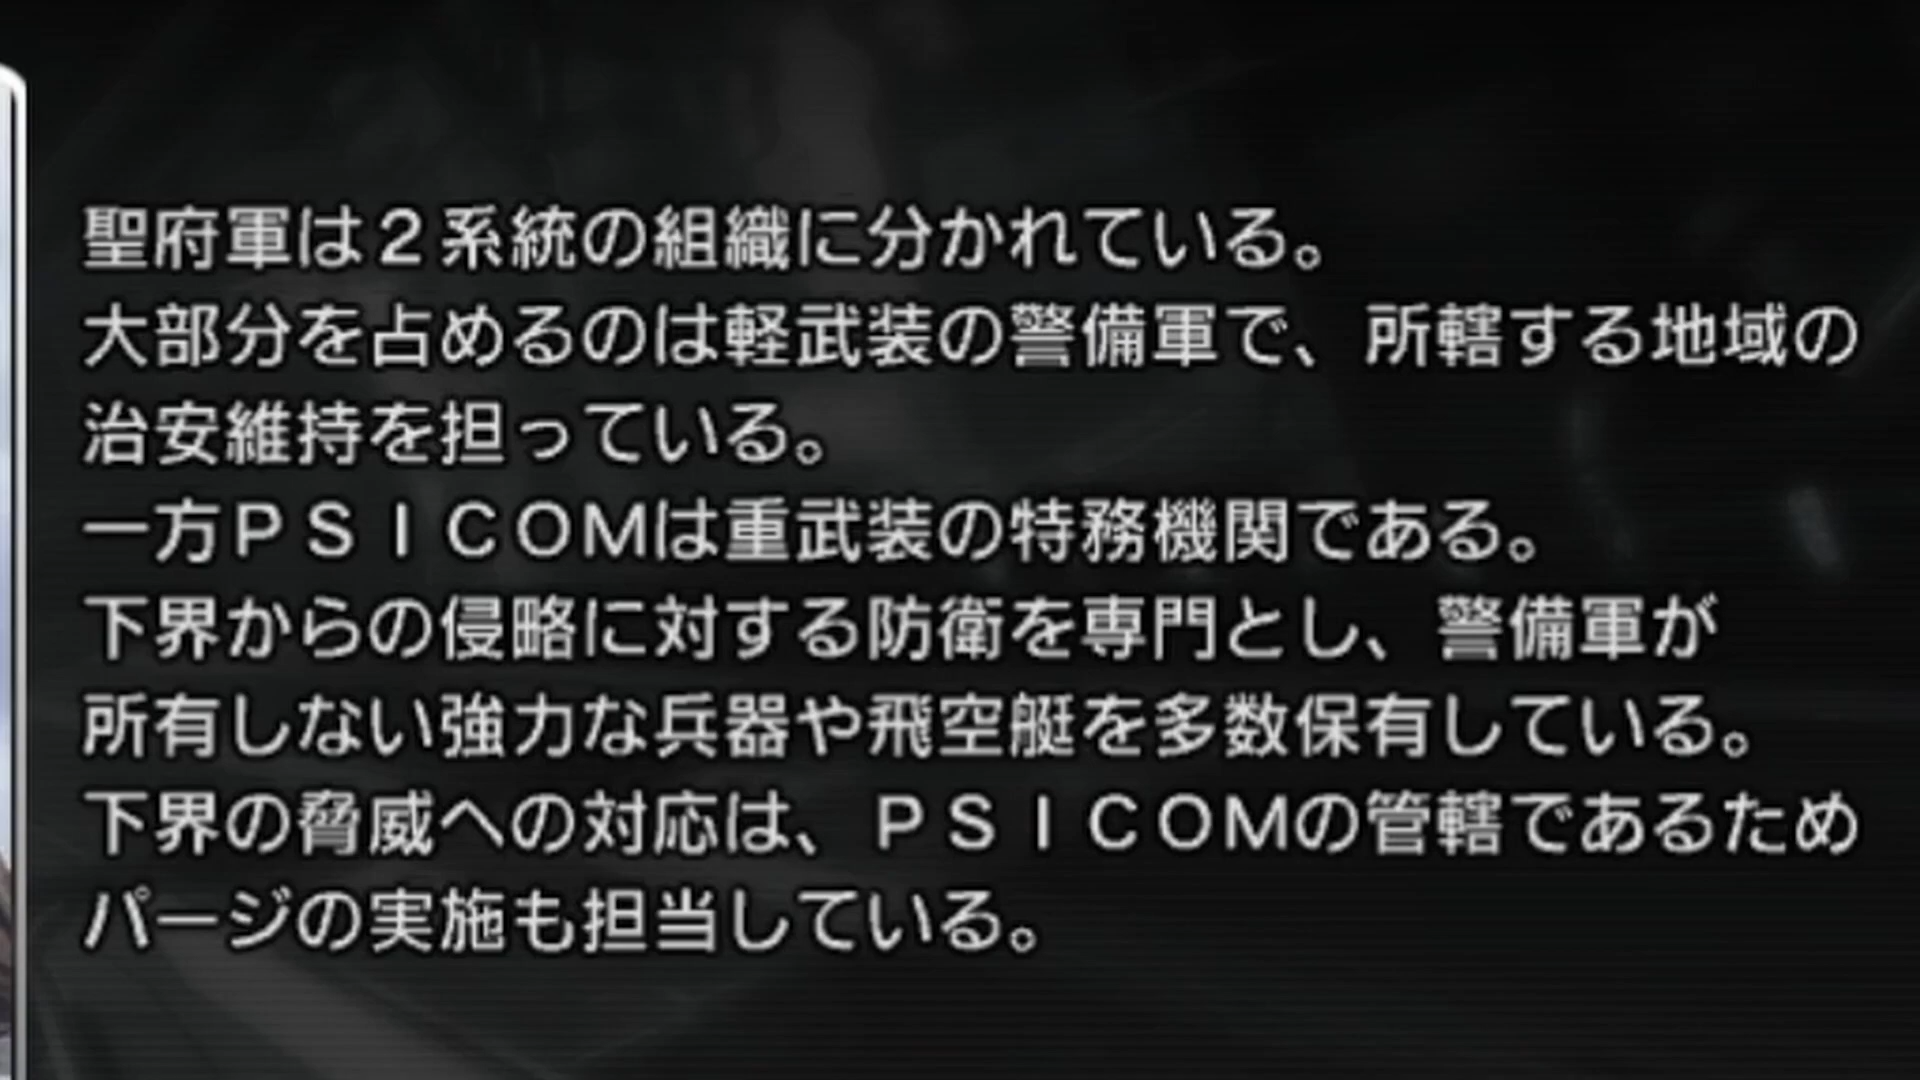 聖府軍は２系統の組織に分かれている。
大部分を占めるのは軽武装の警備軍で、所轄する地域の
治安維持を担っている。
一方ＰＳＩＣＯＭは重武装の特務機関である。
下界からの侵略に対する防衛を専門とし、警備軍が
所有しない強力な兵器や飛空艇を多数保有している。
下界の脅威への対応は、ＰＳＩＣＯＭの管轄であるため
パージの実施も担当している。